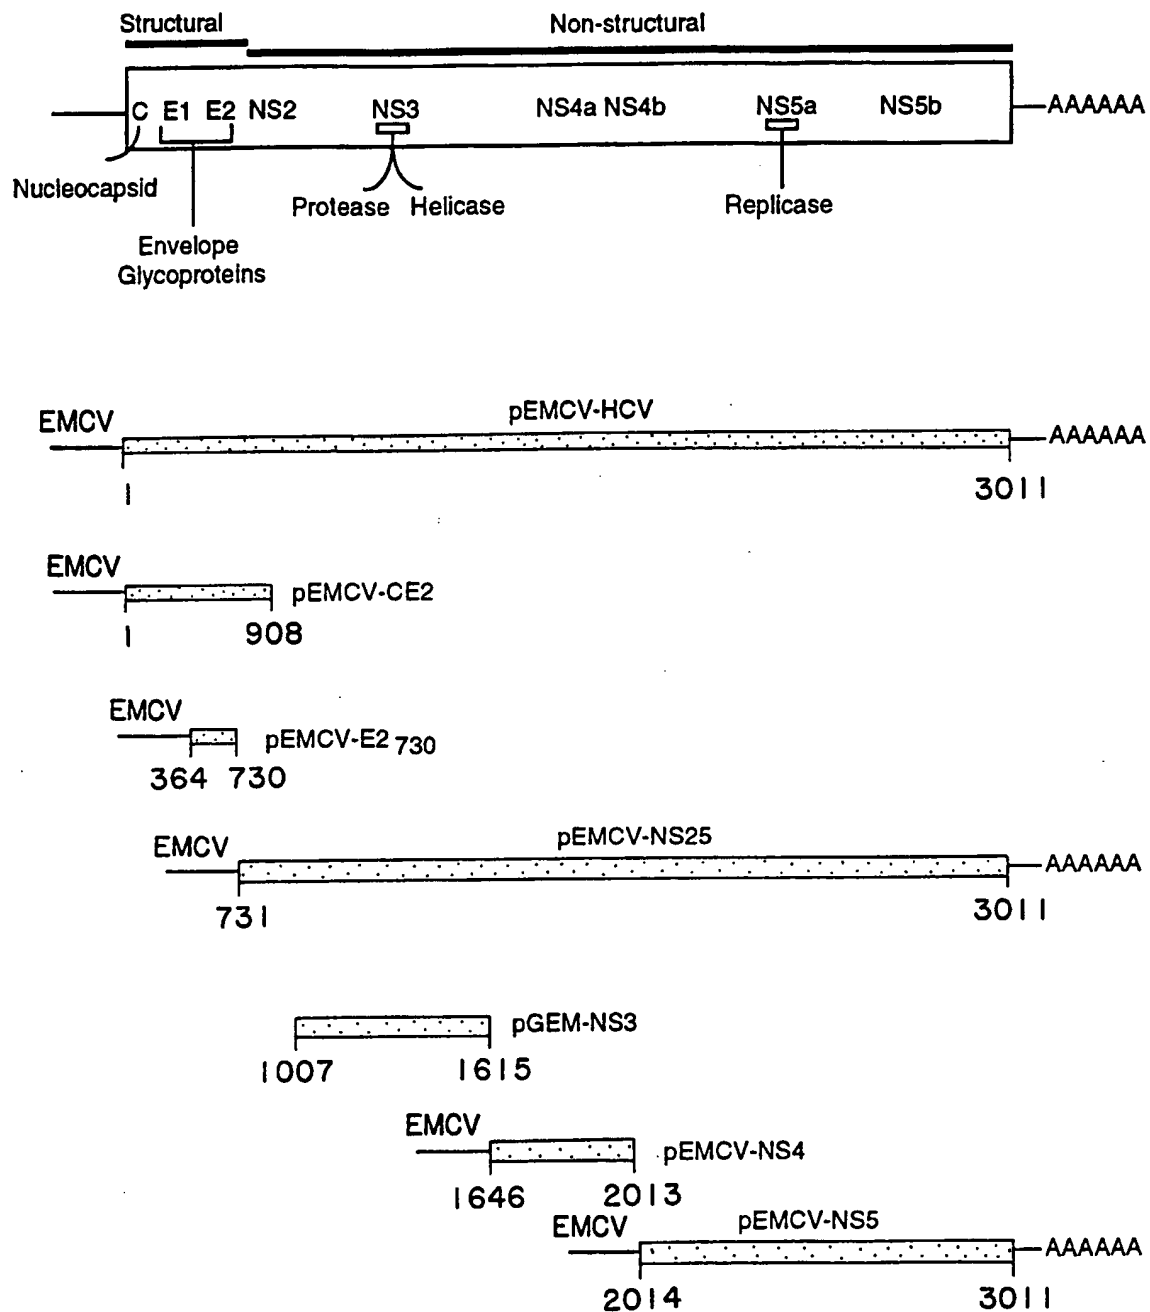 Structural Non-structural
C E1 E2 NS2 NS3 NS4a NS4b NS5a NS5b AAAAAA
Nucleocapsid
Protease Helicase Replicase
Envelope
Glycoproteins
pEMCV-HCV
EMCV AAAAAA
1 3011
EMCV
pEMCV-CE2
1 908
EMCV
pEMCV-E2 730
364 730
pEMCV-NS25
EMCV AAAAAA
731 3011
pGEM-NS3
1007 1615
EMCV
pEMCV-NS4
1646 2013
pEMCV-NS5
EMCV AAAAAA
2014 3011